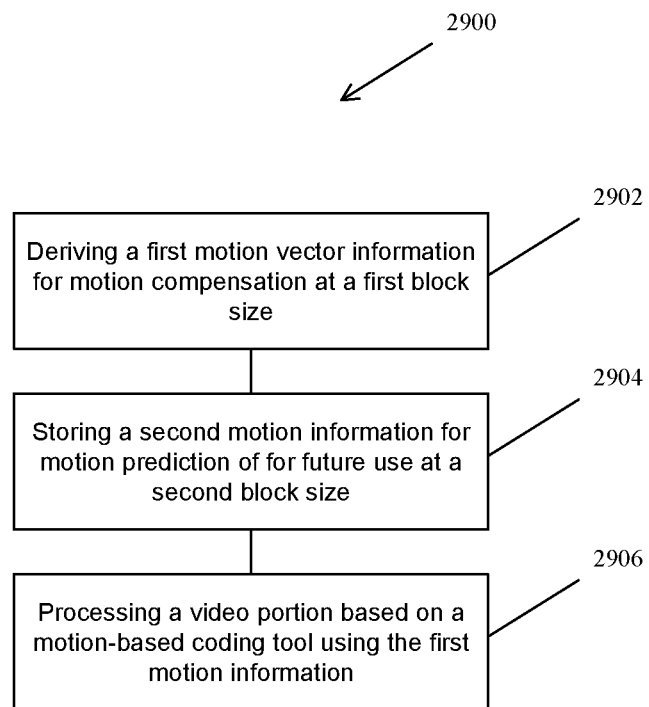 2900
2902
Deriving a first motion vector information
for motion compensation at a first block
size
2904
Storing a second motion information for
motion prediction of for future use at a
second block size
2906
Processing a video portion based on a
motion-based coding tool using the first
motion information